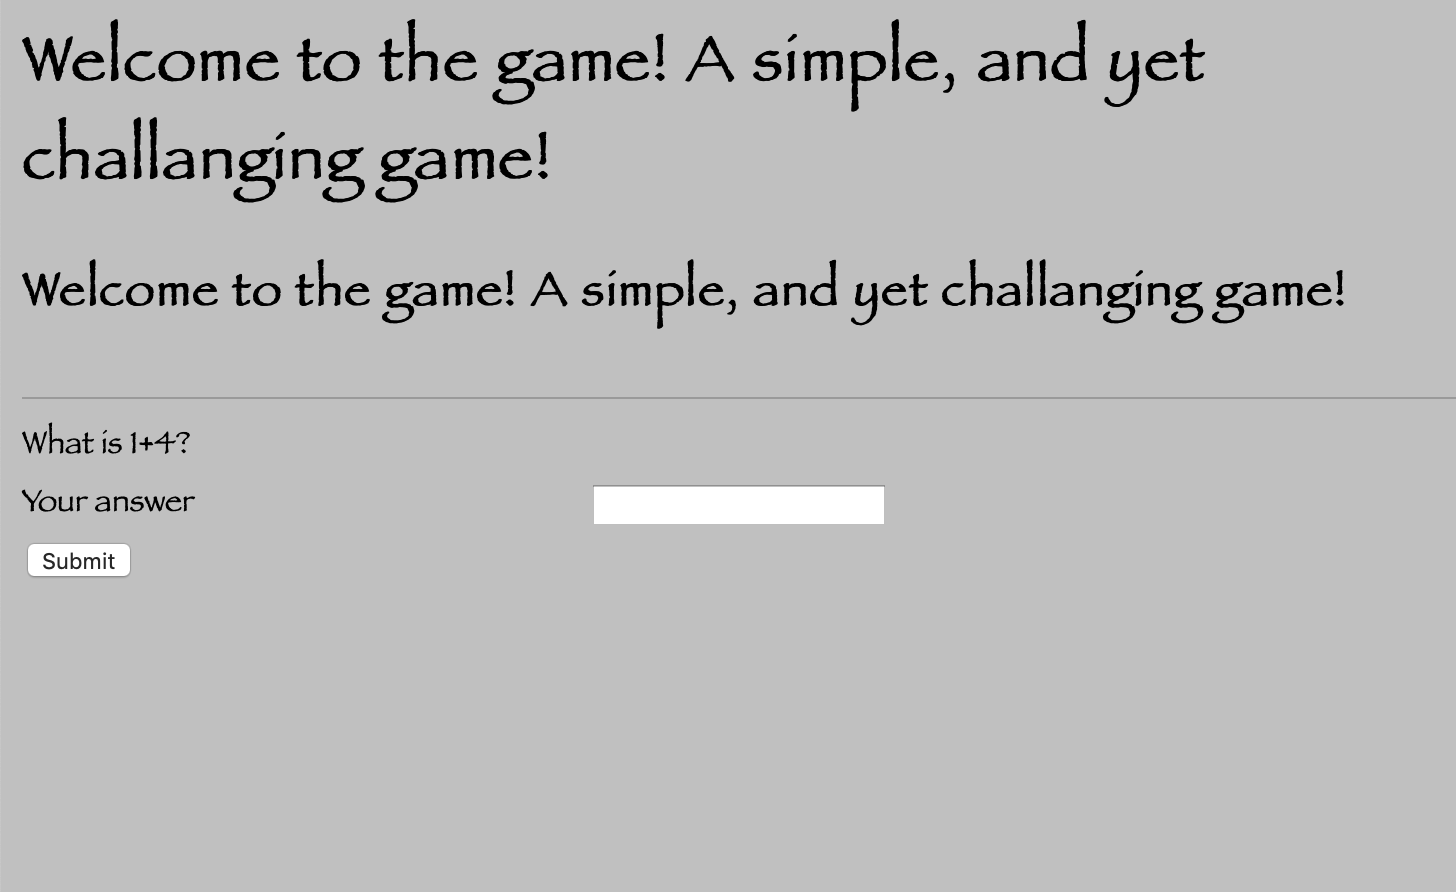 Welcome to the game! A simple, and yet
challanging game!
Welcome to the game! A simple, and yet challanging game!
What is 1+4?
Your answer
Submit